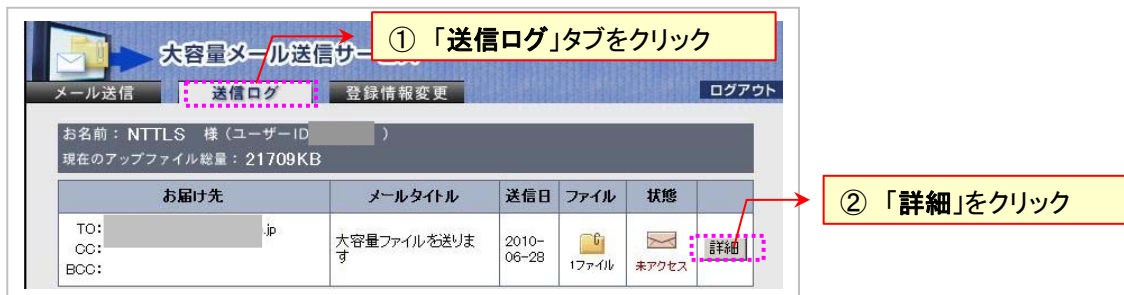 ① 「送信ログ」タブをクリック
大容量メール送信サービス
メール送信
送信ログ
登録情報変更
ログアウト
お名前： NTTLS 様（ユーザーID ）
現在のアップファイル総量： 21709KB
お届け先
メールタイトル
送信日
ファイル
状態
TO: .jp
CC:
BCC:
大容量ファイルを送りま
す
2010-
06-28
1ファイル
未アクセス
詳細
② 「詳細」をクリック